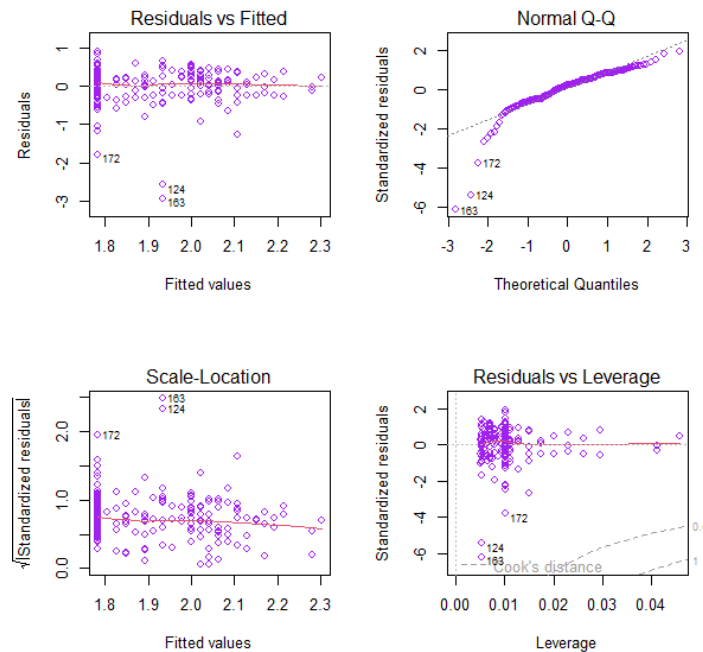 Residuals vs Fitted
Residuals
1
0
-1
-2
-3
172
124
163
1.8 1.9 2.0 2.1 2.2 2.3
Fitted values
Normal Q-Q
Standardized residuals
2
0
-2
-4
-6
172
124
163
-3 -2 -1 0 1 2 3
Theoretical Quantiles
Scale-Location
√|Standardized residuals|
2.0
1.0
0.0
163
124
172
1.8 1.9 2.0 2.1 2.2 2.3
Fitted values
Residuals vs Leverage
Standardized residuals
2
0
-2
-4
-6
172
124
163
Cook's distance
1
0.00 0.01 0.02 0.03 0.04
Leverage